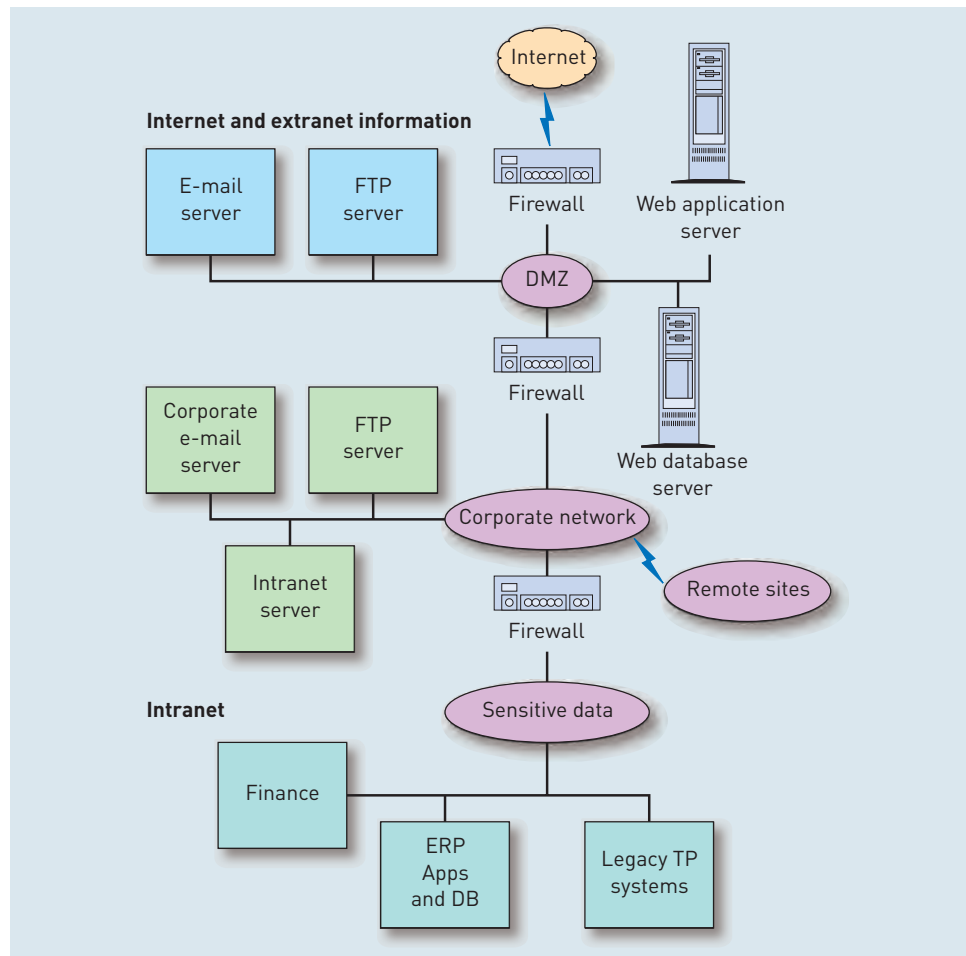 Internet
Internet and extranet information
E-mail
server
FTP
server
Firewall
Web application
server
DMZ
Firewall
Web database
server
Corporate
e-mail
server
FTP
server
Corporate network
Intranet
server
Firewall
Remote sites
Intranet
Sensitive data
Finance
ERP
Apps
and DB
Legacy TP
systems